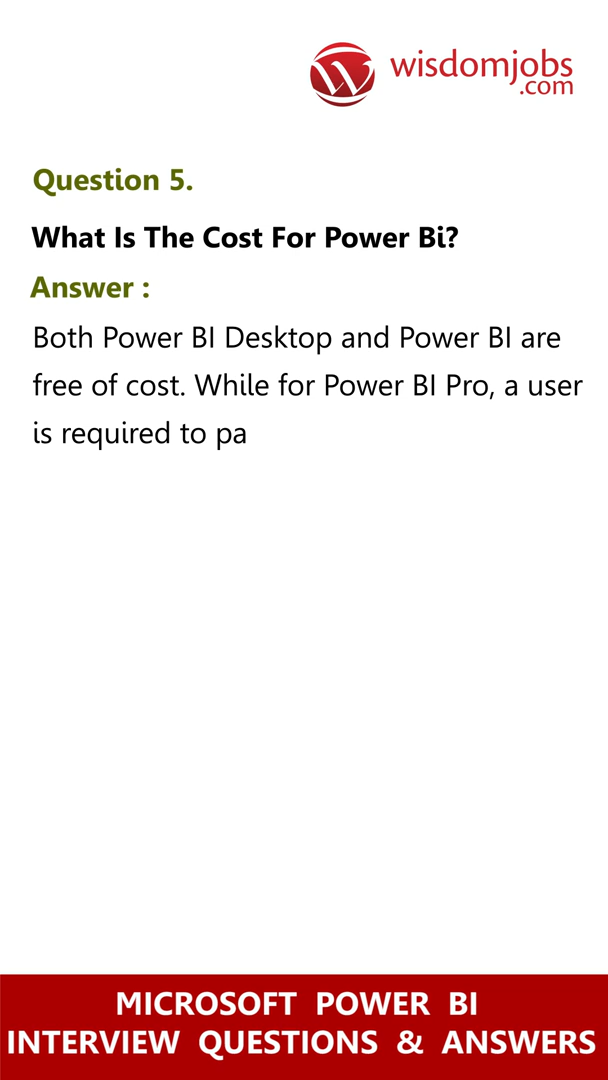 wisdomjobs
.com
Question 5.
What Is The Cost For Power Bi?
Answer :
Both Power BI Desktop and Power BI are
free of cost. While for Power BI Pro, a user
is required to pa
MICROSOFT POWER BI
INTERVIEW QUESTIONS & ANSWERS